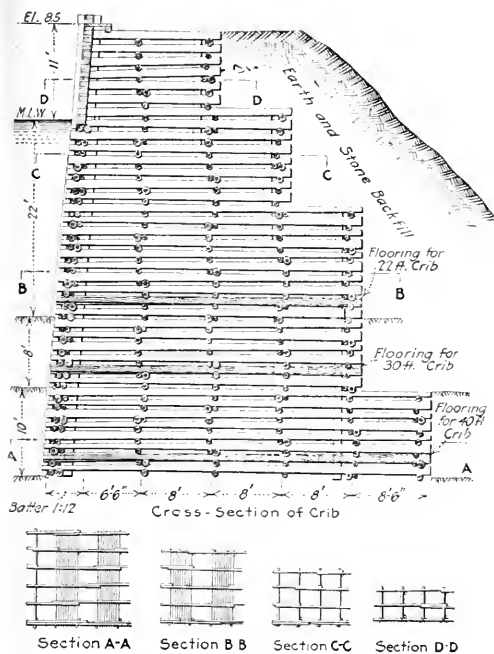 El. 85
11'
D
D
M.L.W.
Earth and Stone Backfill
C
C
22'
Flooring for
22 ft. Crib
B
B
8'
Flooring for
30 ft. Crib
10'
Flooring
for 40 ft
Crib
A
A
6'6" 8' 8' 8' 8'-6"
Batter 1:12
Cross-Section of Crib
Section A-A Section B B Section C-C Section D-D